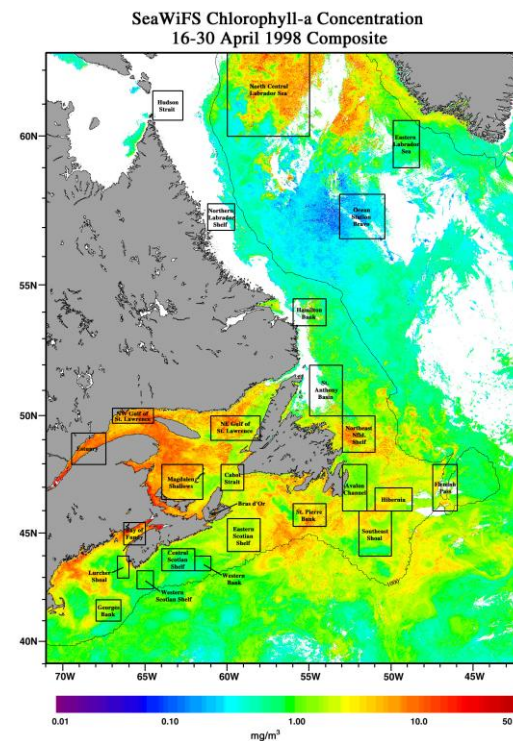 SeaWiFS Chlorophyll-a Concentration
16-30 April 1998 Composite
Hudson
Strait
North Central
Labrador Sea
60N
Eastern
Labrador
Sea
Northern
Labrador
Shelf
Ocean
Station
Bravo
55N
Hamilton
Bank
St.
Anthony
Basin
50N
NW Gulf of
St. Lawrence
NE Gulf of
St. Lawrence
Northeast
Nfld.
Shelf
Estuary
Magdalen
Shallows
Cabot
Strait
Avalon
Channel
Hibernia
Flemish
Pass
Bras d'Or
St. Pierre
Bank
45N
Bay of
Fundy
Eastern
Scotian
Shelf
Southeast
Shoal
Central
Scotian
Shelf
Lurcher
Shoal
Western
Bank
Western
Scotian Shelf
Georges
Bank
40N
70W
65W
60W
55W
50W
45W
0.01
0.10
1.00
10.0
50
mg/m³